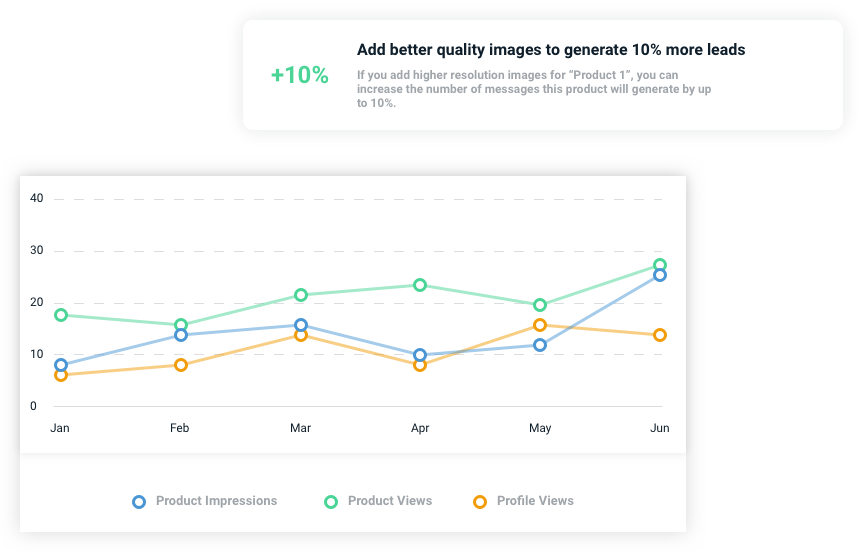 Add better quality images to generate 10% more leads
+10%
If you add higher resolution images for “Product 1”, you can
increase the number of messages this product will generate by up
to 10%.
40
30
20
10
0
Jan Feb Mar Apr May Jun
Product Impressions Product Views Profile Views